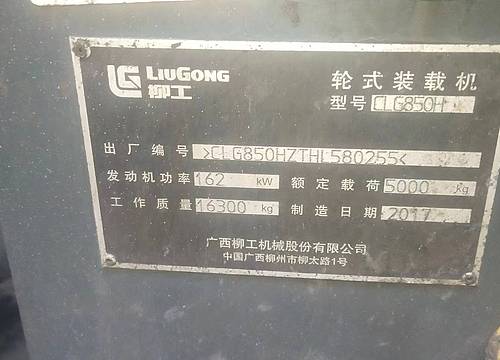 LIUGONG
柳工
轮式装载机
型号 CLG850H
出厂编号 >CLG850HZTHL580255<
发动机功率 162 kW 额定载荷 5000 kg
工作质量 16300 kg 制造日期 2017
广西柳工机械股份有限公司
中国广西柳州市柳太路1号